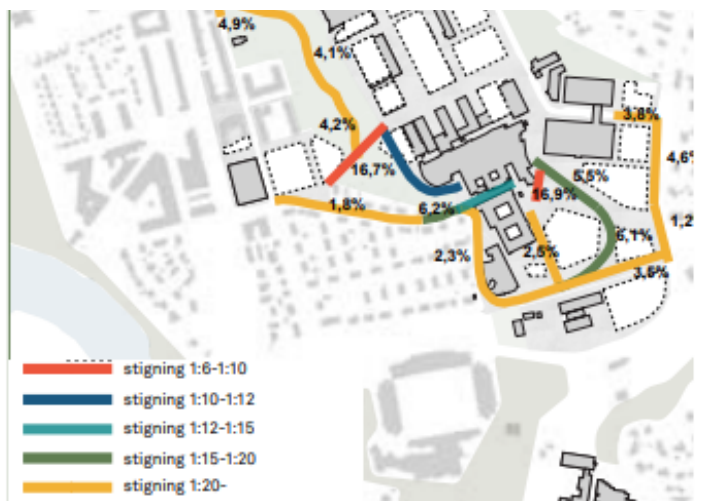 4,9%
4,1%
3,8%
4,2%
4,6%
16,7%
5,5%
16,9%
1,8%
6,2%
1,2
6,1%
2,3%
2,5%
stigning 1:6-1:10
stigning 1:10-1:12
stigning 1:12-1:15
stigning 1:15-1:20
stigning 1:20-